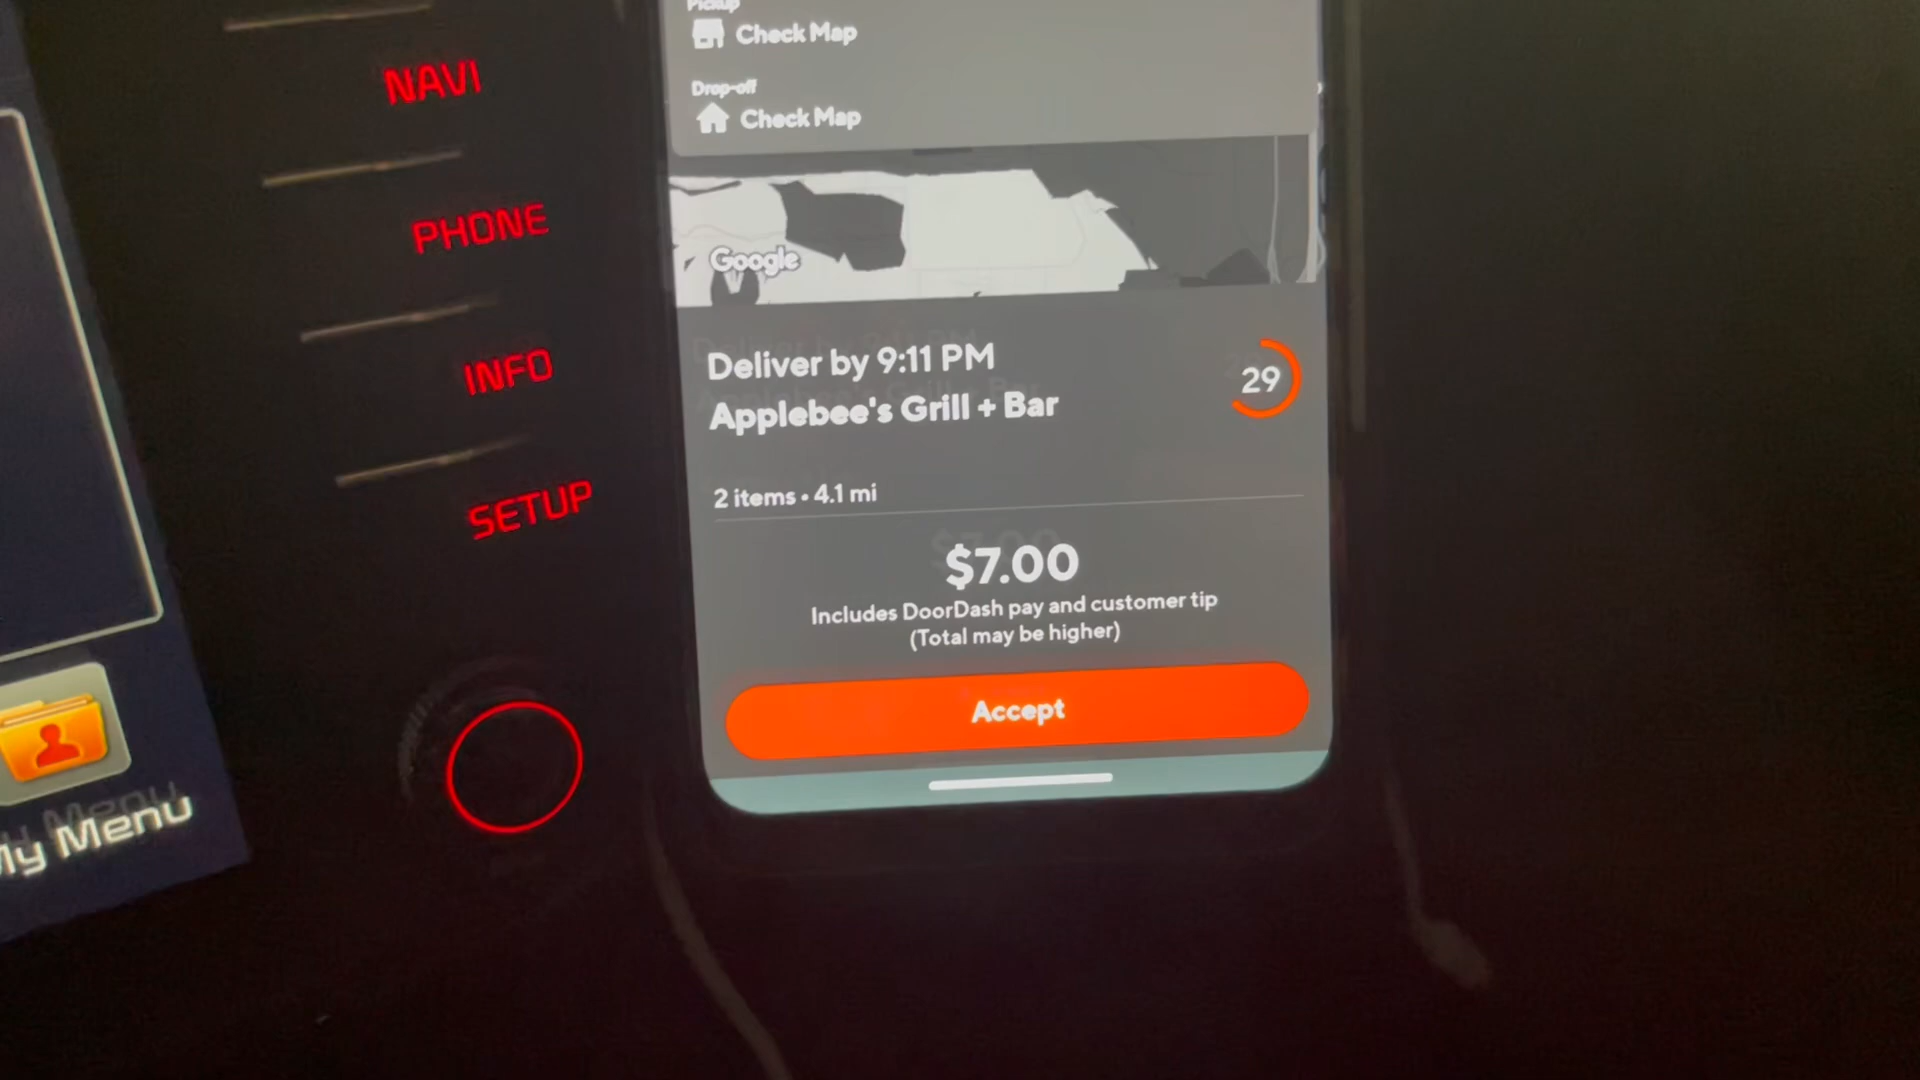 NAVI
PHONE
INFO
SETUP
My Menu
Pickup
Check Map
Drop-off
Check Map
Google
Deliver by 9:11 PM
Applebee's Grill + Bar
29
2 items • 4.1 mi
$7.00
Includes DoorDash pay and customer tip
(Total may be higher)
Accept